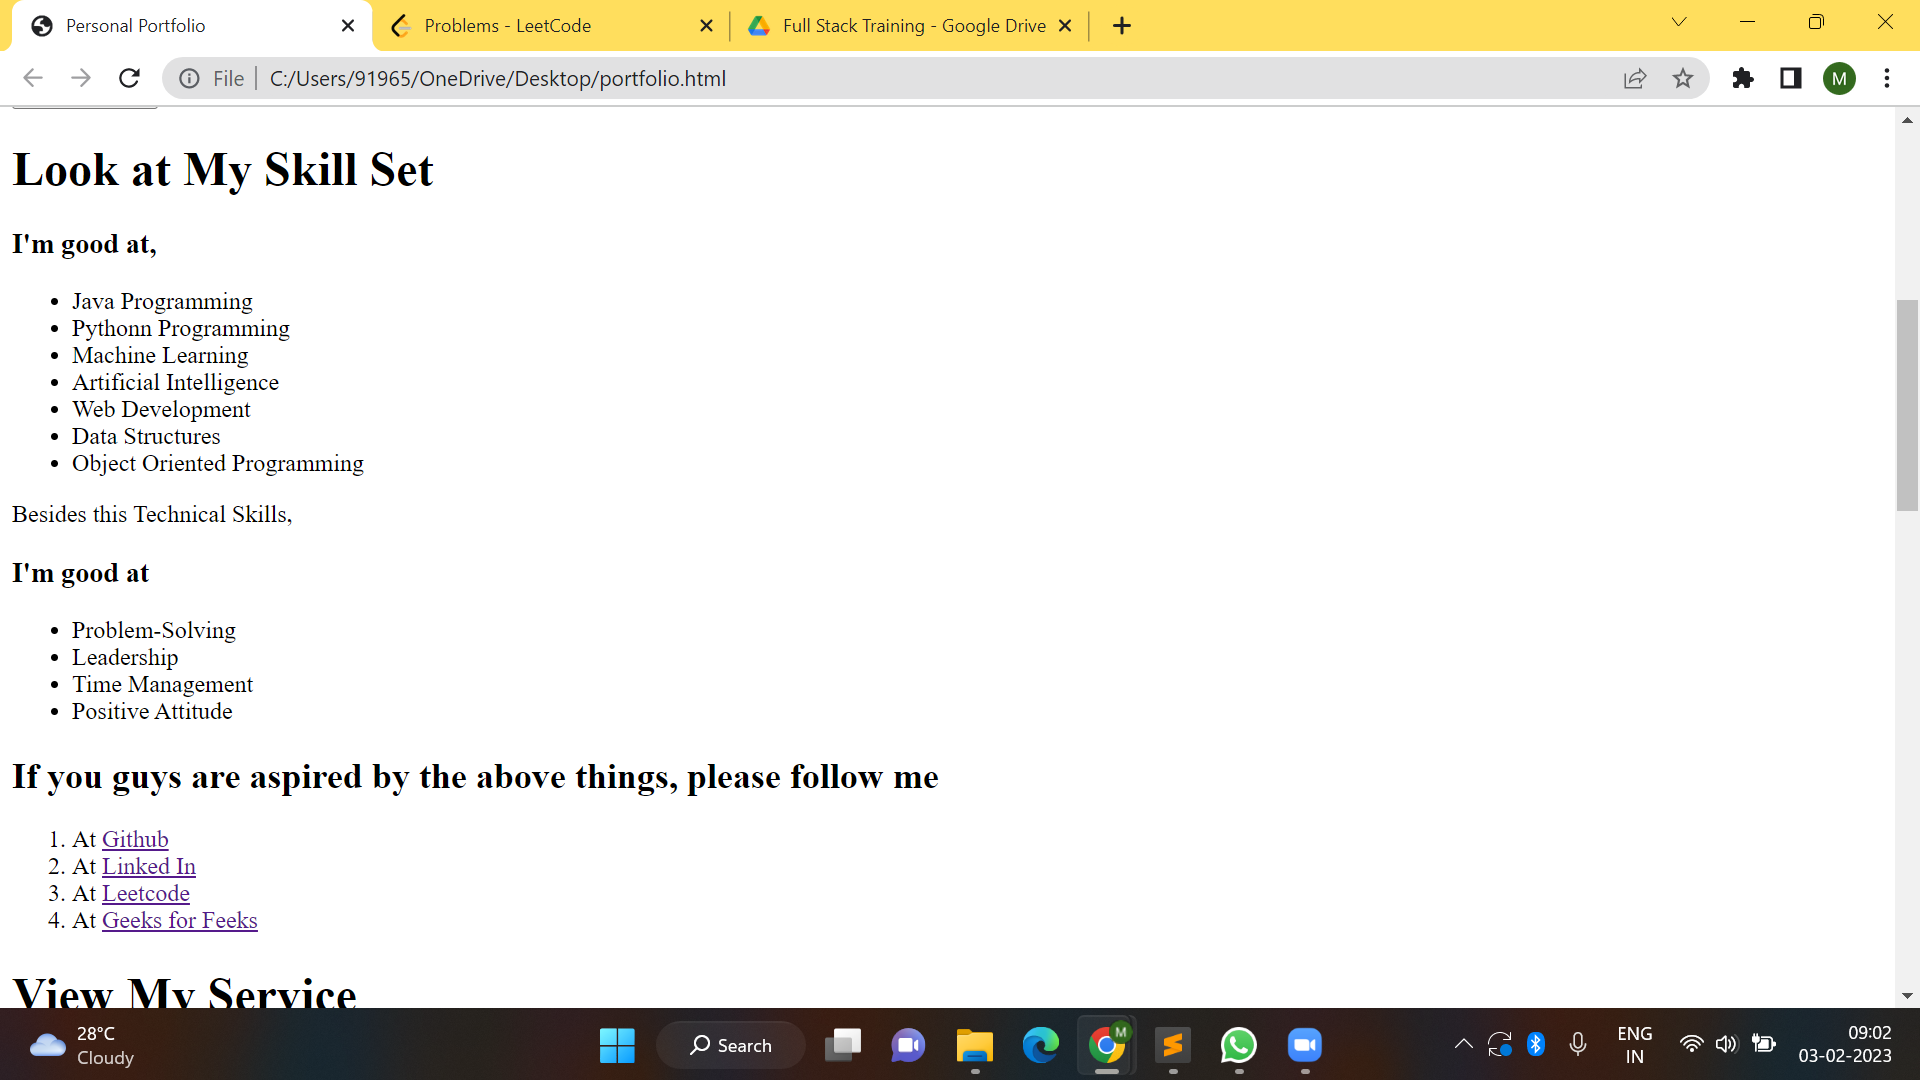 Personal Portfolio
Problems - LeetCode
Full Stack Training - Google Drive
File
C:/Users/91965/OneDrive/Desktop/portfolio.html
M
Look at My Skill Set
I'm good at,
• Java Programming
• Pythonn Programming
• Machine Learning
• Artificial Intelligence
• Web Development
• Data Structures
• Object Oriented Programming
Besides this Technical Skills,
I'm good at
• Problem-Solving
• Leadership
• Time Management
• Positive Attitude
If you guys are aspired by the above things, please follow me
1. At Github
2. At Linked In
3. At Leetcode
4. At Geeks for Feeks
View My Service
28°C
Cloudy
Search
M
ENG
IN
09:02
03-02-2023